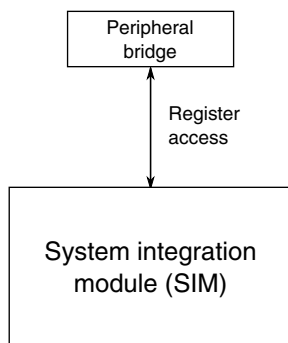 Peripheral
bridge
Register
access
System integration
module (SIM)